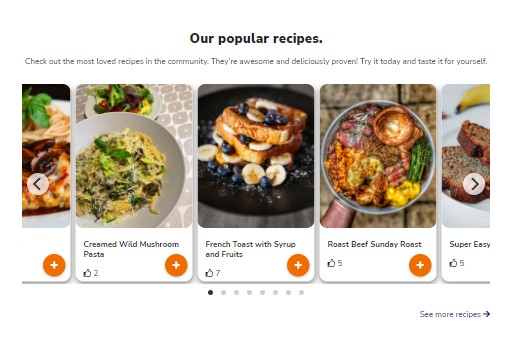 Our popular recipes.
Check out the most loved recipes in the community. They're awesome and deliciously proven! Try it today and taste it for yourself.
Creamed Wild Mushroom
Pasta
2
French Toast with Syrup
and Fruits
7
Roast Beef Sunday Roast
5
Super Easy
5
See more recipes